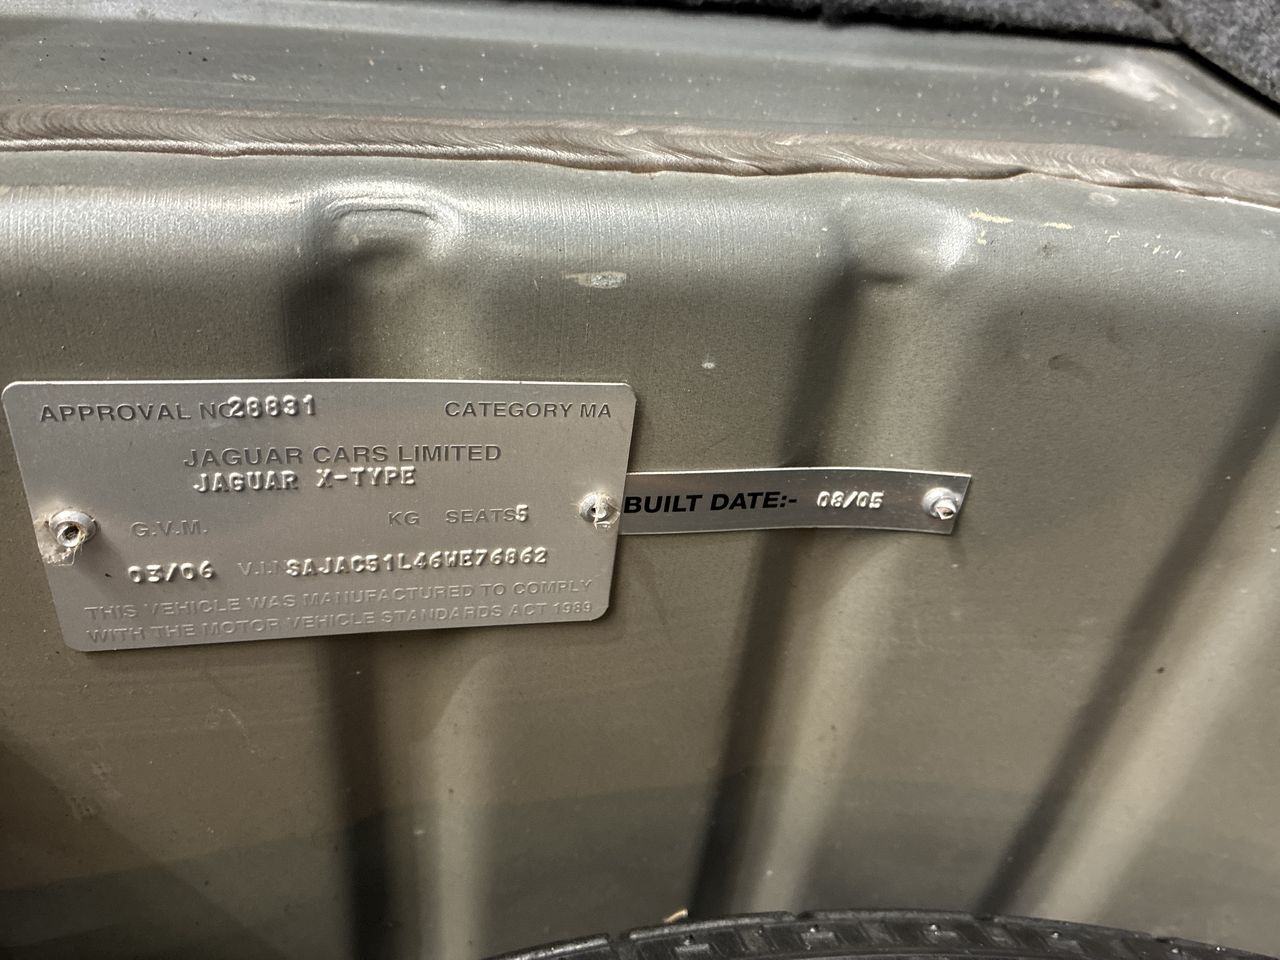 APPROVAL NO 28831 CATEGORY MA
JAGUAR CARS LIMITED
JAGUAR X-TYPE
G.V.M. KG SEATS 5
03/06 V.I.N SAJAC51L46WE76862
THIS VEHICLE WAS MANUFACTURED TO COMPLY
WITH THE MOTOR VEHICLE STANDARDS ACT 1989
BUILT DATE:- 08/05